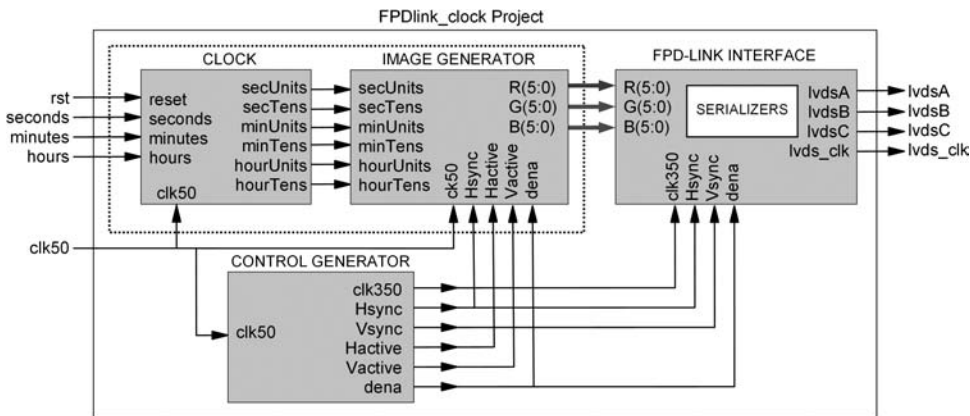 FPDlink_clock Project
CLOCK
IMAGE GENERATOR
FPD-LINK INTERFACE
rst
seconds
minutes
hours
reset
seconds
minutes
hours
clk50
secUnits
secTens
minUnits
minTens
hourUnits
hourTens
secUnits
secTens
minUnits
minTens
hourUnits
hourTens
R(5:0)
G(5:0)
B(5:0)
ck50
Hsync
Hactive
Vactive
dena
R(5:0)
G(5:0)
B(5:0)
SERIALIZERS
lvdsA
lvdsB
lvdsC
lvds_clk
clk350
Hsync
Vsync
dena
lvdsA
lvdsB
lvdsC
lvds_clk
clk50
CONTROL GENERATOR
clk50
clk350
Hsync
Vsync
Hactive
Vactive
dena